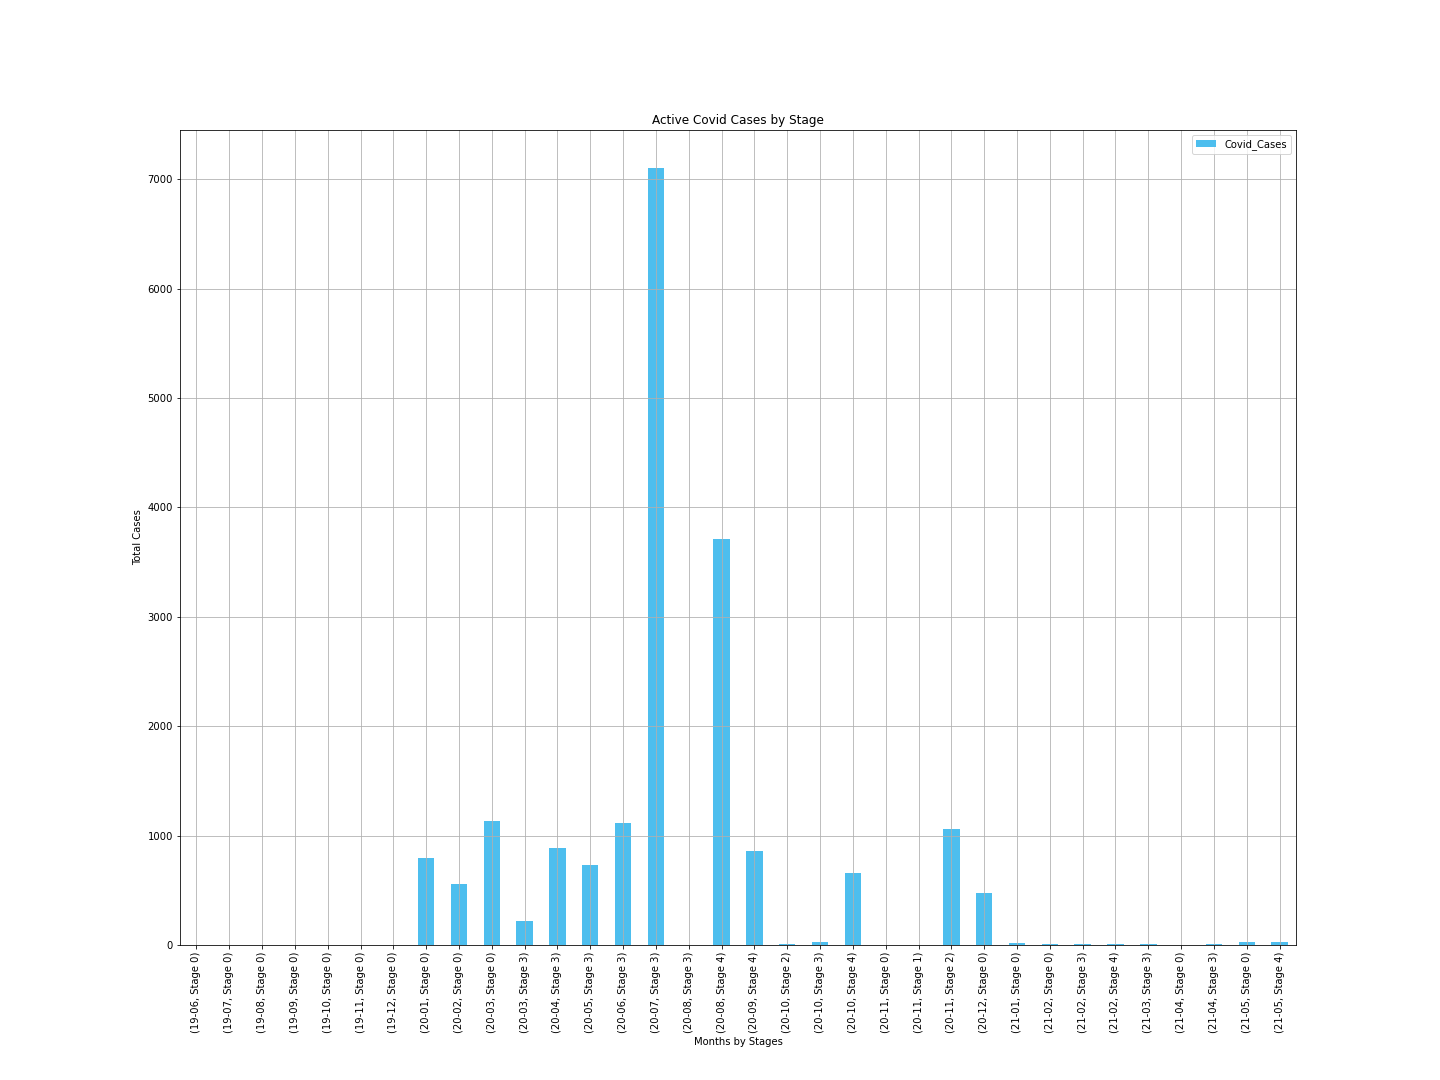 Active Covid Cases by Stage
Covid_Cases
7000
6000
5000
4000
3000
2000
1000
0
Total Cases
(19-06, Stage 0)
(19-07, Stage 0)
(19-08, Stage 0)
(19-09, Stage 0)
(19-10, Stage 0)
(19-11, Stage 0)
(19-12, Stage 0)
(20-01, Stage 0)
(20-02, Stage 0)
(20-03, Stage 0)
(20-03, Stage 3)
(20-04, Stage 3)
(20-05, Stage 3)
(20-06, Stage 3)
(20-07, Stage 3)
(20-08, Stage 3)
(20-08, Stage 4)
(20-09, Stage 4)
(20-10, Stage 2)
(20-10, Stage 3)
(20-10, Stage 4)
(20-11, Stage 0)
(20-11, Stage 1)
(20-11, Stage 2)
(20-12, Stage 0)
(21-01, Stage 0)
(21-02, Stage 0)
(21-02, Stage 3)
(21-02, Stage 4)
(21-03, Stage 3)
(21-04, Stage 0)
(21-04, Stage 3)
(21-05, Stage 0)
(21-05, Stage 4)
Months by Stages